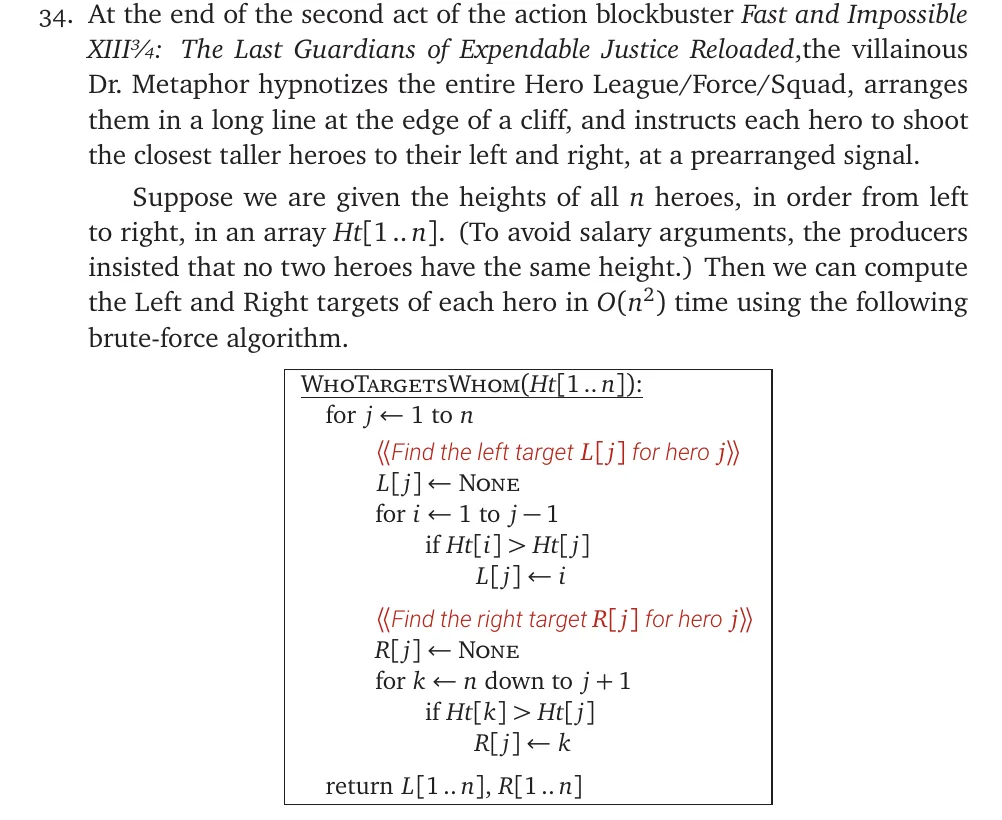 34. At the end of the second act of the action blockbuster Fast and Impossible
XIII¾: The Last Guardians of Expendable Justice Reloaded,the villainous
Dr. Metaphor hypnotizes the entire Hero League/Force/Squad, arranges
them in a long line at the edge of a cliff, and instructs each hero to shoot
the closest taller heroes to their left and right, at a prearranged signal.
Suppose we are given the heights of all n heroes, in order from left
to right, in an array Ht[1 .. n]. (To avoid salary arguments, the producers
insisted that no two heroes have the same height.) Then we can compute
the Left and Right targets of each hero in O(n²) time using the following
brute-force algorithm.
WHOTARGETSWHOM(Ht[1 .. n]):
for j ← 1 to n
⟪Find the left target L[j] for hero j⟫
L[j] ← NONE
for i ← 1 to j − 1
if Ht[i] > Ht[j]
L[j] ← i
⟪Find the right target R[j] for hero j⟫
R[j] ← NONE
for k ← n down to j + 1
if Ht[k] > Ht[j]
R[j] ← k
return L[1 .. n], R[1 .. n]